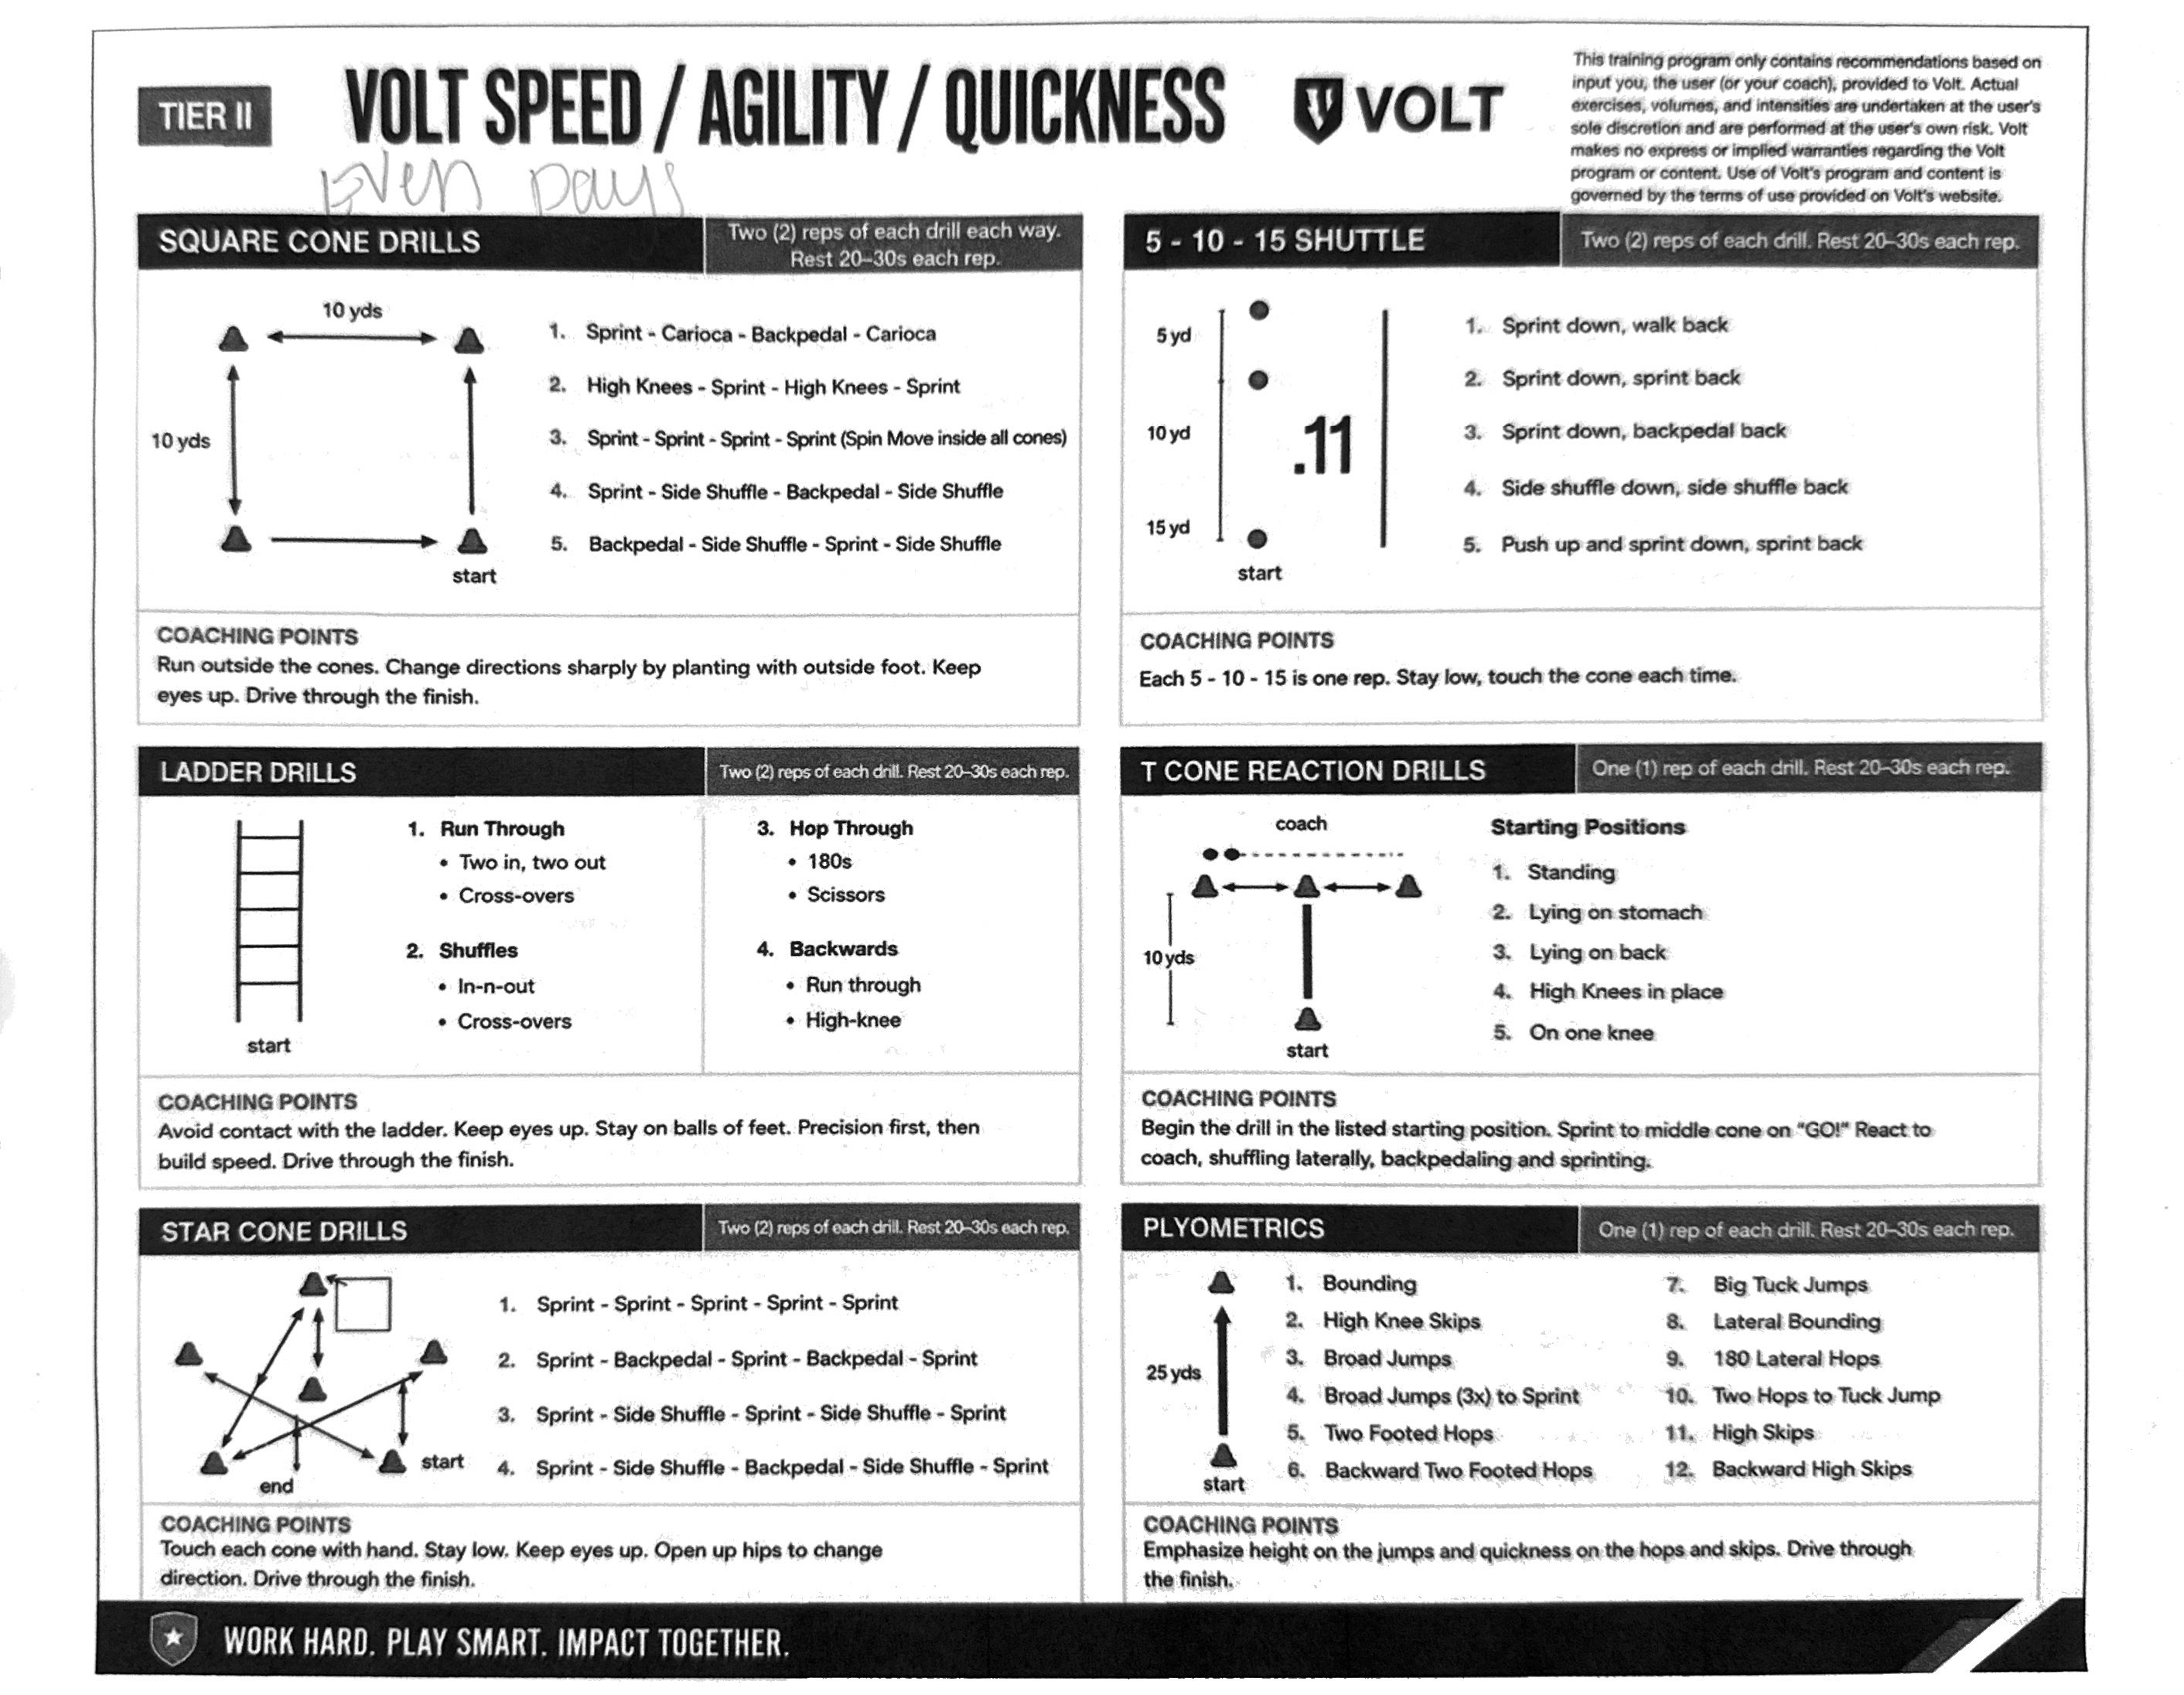 TIER II
VOLT SPEED / AGILITY / QUICKNESS
VOLT
This training program only contains recommendations based on
input you, the user (or your coach), provided to Volt. Actual
exercises, volumes, and intensities are undertaken at the user's
sole discretion and are performed at the user's own risk. Volt
makes no express or implied warranties regarding the Volt
program or content. Use of Volt's program and content is
governed by the terms of use provided on Volt's website.
Even Days
SQUARE CONE DRILLS
Two (2) reps of each drill each way.
Rest 20–30s each rep.
10 yds
10 yds
start
1. Sprint - Carioca - Backpedal - Carioca
2. High Knees - Sprint - High Knees - Sprint
3. Sprint - Sprint - Sprint - Sprint (Spin Move inside all cones)
4. Sprint - Side Shuffle - Backpedal - Side Shuffle
5. Backpedal - Side Shuffle - Sprint - Side Shuffle
COACHING POINTS
Run outside the cones. Change directions sharply by planting with outside foot. Keep
eyes up. Drive through the finish.
5 - 10 - 15 SHUTTLE
Two (2) reps of each drill. Rest 20–30s each rep.
5 yd
10 yd
15 yd
.11
start
1. Sprint down, walk back
2. Sprint down, sprint back
3. Sprint down, backpedal back
4. Side shuffle down, side shuffle back
5. Push up and sprint down, sprint back
COACHING POINTS
Each 5 - 10 - 15 is one rep. Stay low, touch the cone each time.
LADDER DRILLS
Two (2) reps of each drill. Rest 20–30s each rep.
start
1. Run Through
• Two in, two out
• Cross-overs
2. Shuffles
• In-n-out
• Cross-overs
3. Hop Through
• 180s
• Scissors
4. Backwards
• Run through
• High-knee
COACHING POINTS
Avoid contact with the ladder. Keep eyes up. Stay on balls of feet. Precision first, then
build speed. Drive through the finish.
T CONE REACTION DRILLS
One (1) rep of each drill. Rest 20–30s each rep.
coach
10 yds
start
Starting Positions
1. Standing
2. Lying on stomach
3. Lying on back
4. High Knees in place
5. On one knee
COACHING POINTS
Begin the drill in the listed starting position. Sprint to middle cone on "GO!" React to
coach, shuffling laterally, backpedaling and sprinting.
STAR CONE DRILLS
Two (2) reps of each drill. Rest 20–30s each rep.
start
end
1. Sprint - Sprint - Sprint - Sprint - Sprint
2. Sprint - Backpedal - Sprint - Backpedal - Sprint
3. Sprint - Side Shuffle - Sprint - Side Shuffle - Sprint
4. Sprint - Side Shuffle - Backpedal - Side Shuffle - Sprint
COACHING POINTS
Touch each cone with hand. Stay low. Keep eyes up. Open up hips to change
direction. Drive through the finish.
PLYOMETRICS
One (1) rep of each drill. Rest 20–30s each rep.
25 yds
start
1. Bounding
2. High Knee Skips
3. Broad Jumps
4. Broad Jumps (3x) to Sprint
5. Two Footed Hops
6. Backward Two Footed Hops
7. Big Tuck Jumps
8. Lateral Bounding
9. 180 Lateral Hops
10. Two Hops to Tuck Jump
11. High Skips
12. Backward High Skips
COACHING POINTS
Emphasize height on the jumps and quickness on the hops and skips. Drive through
the finish.
WORK HARD. PLAY SMART. IMPACT TOGETHER.